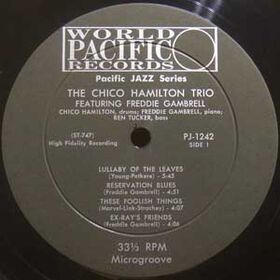 WORLD
PACIFIC
RECORDS
Pacific JAZZ Series
THE CHICO HAMILTON TRIO
FEATURING FREDDIE GAMBRELL
CHICO HAMILTON, drums; FREDDIE GAMBRELL, piano;
BEN TUCKER, bass
(ST-747)
High Fidelity Recording
PJ-1242
SIDE 1
LULLABY OF THE LEAVES
(Young-Petkere) - 5:45
RESERVATION BLUES
(Freddie Gambrell) - 4:51
THESE FOOLISH THINGS
(Marvel-Link-Strachey) - 4:07
EX-RAY'S FRIENDS
(Freddie Gambrell) - 4:06
33⅓ RPM
Microgroove